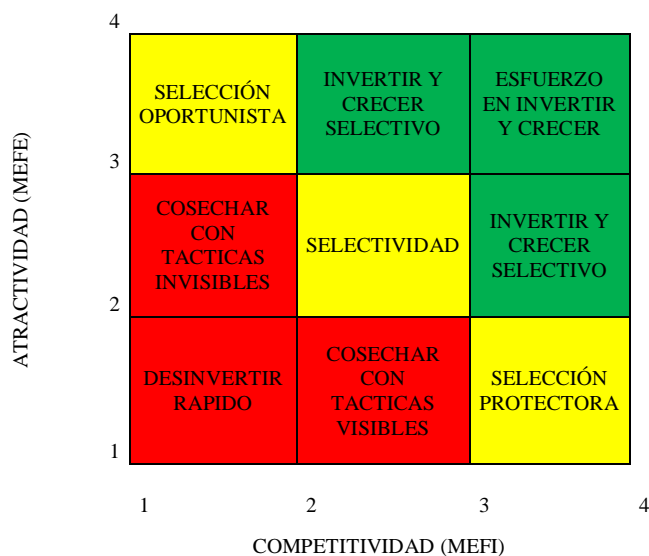 4
SELECCIÓN
OPORTUNISTA
INVERTIR Y
CRECER
SELECTIVO
ESFUERZO
EN INVERTIR
Y CRECER
3
ATRACTIVIDAD (MEFE)
COSECHAR
CON
TACTICAS
INVISIBLES
SELECTIVIDAD
INVERTIR Y
CRECER
SELECTIVO
2
DESINVERTIR
RAPIDO
COSECHAR
CON
TACTICAS
VISIBLES
SELECCIÓN
PROTECTORA
1
1 2 3 4
COMPETITIVIDAD (MEFI)